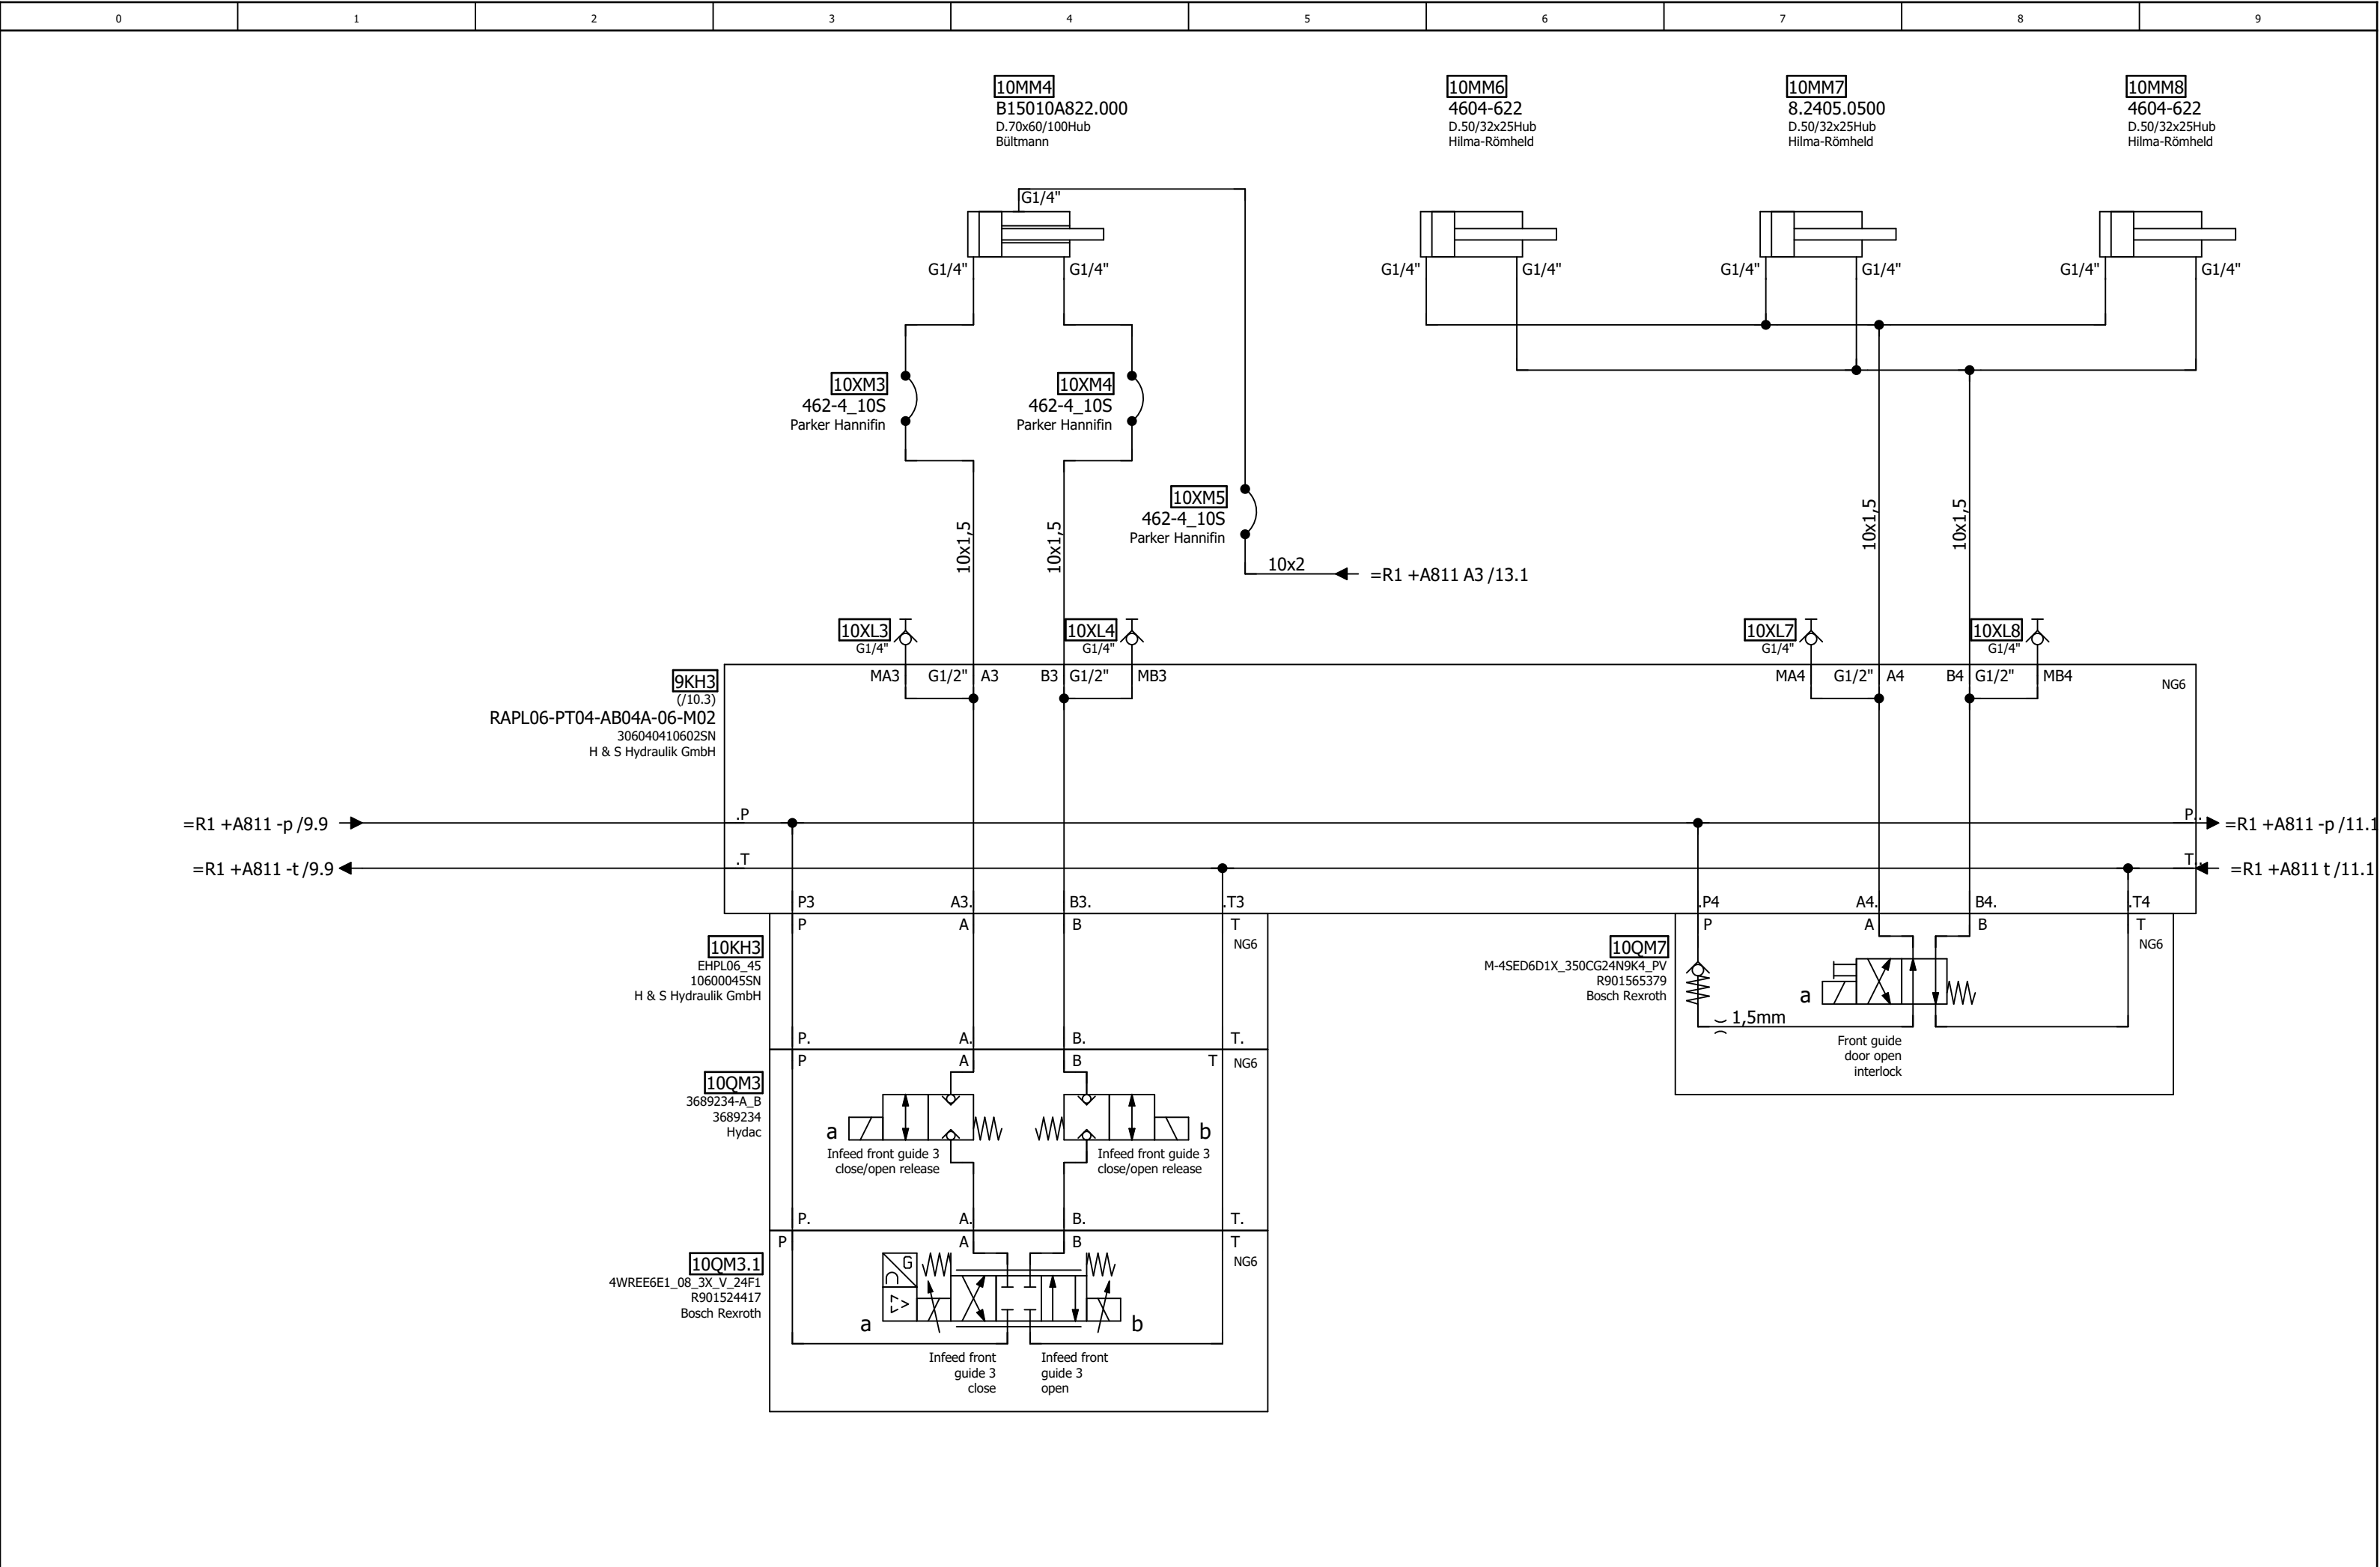 0 1 2 3 4 5 6 7 8 9
10MM4
B15010A822.000
D.70x60/100Hub
Bültmann
10MM6
4604-622
D.50/32x25Hub
Hilma-Römheld
10MM7
8.2405.0500
D.50/32x25Hub
Hilma-Römheld
10MM8
4604-622
D.50/32x25Hub
Hilma-Römheld
G1/4"
G1/4" G1/4" G1/4" G1/4" G1/4" G1/4" G1/4" G1/4"
10XM3
462-4_10S
Parker Hannifin
10XM4
462-4_10S
Parker Hannifin
10XM5
462-4_10S
Parker Hannifin
10x1,5
10x1,5
10x1,5
10x1,5
10x2 =R1 +A811 A3 /13.1
10XL3
G1/4"
10XL4
G1/4"
10XL7
G1/4"
10XL8
G1/4"
9KH3
(/10.3)
RAPL06-PT04-AB04A-06-M02
306040410602SN
H & S Hydraulik GmbH
MA3 G1/2" A3 B3 G1/2" MB3 MA4 G1/2" A4 B4 G1/2" MB4
NG6
=R1 +A811 -p /9.9 .P P.. =R1 +A811 -p /11.1
=R1 +A811 -t /9.9 .T =R1 +A811 t /11.1
P3 A3. B3. .T3 .P4 A4. B4. .T4
P A B T
NG6
10KH3
EHPL06_45
10600045SN
H & S Hydraulik GmbH
P. A. B. T.
P A B T
NG6
10QM3
3689234-A_B
3689234
Hydac
a b
Infeed front guide 3
close/open release
Infeed front guide 3
close/open release
P. A. B. T.
P A B T
NG6
10QM3.1
4WREE6E1_08_3X_V_24F1
R901524417
Bosch Rexroth
G
a b
Infeed front
guide 3
close
Infeed front
guide 3
open
P A B T
NG6
10QM7
M-4SED6D1X_350CG24N9K4_PV
R901565379
Bosch Rexroth
a
1,5mm
Front guide
door open
interlock